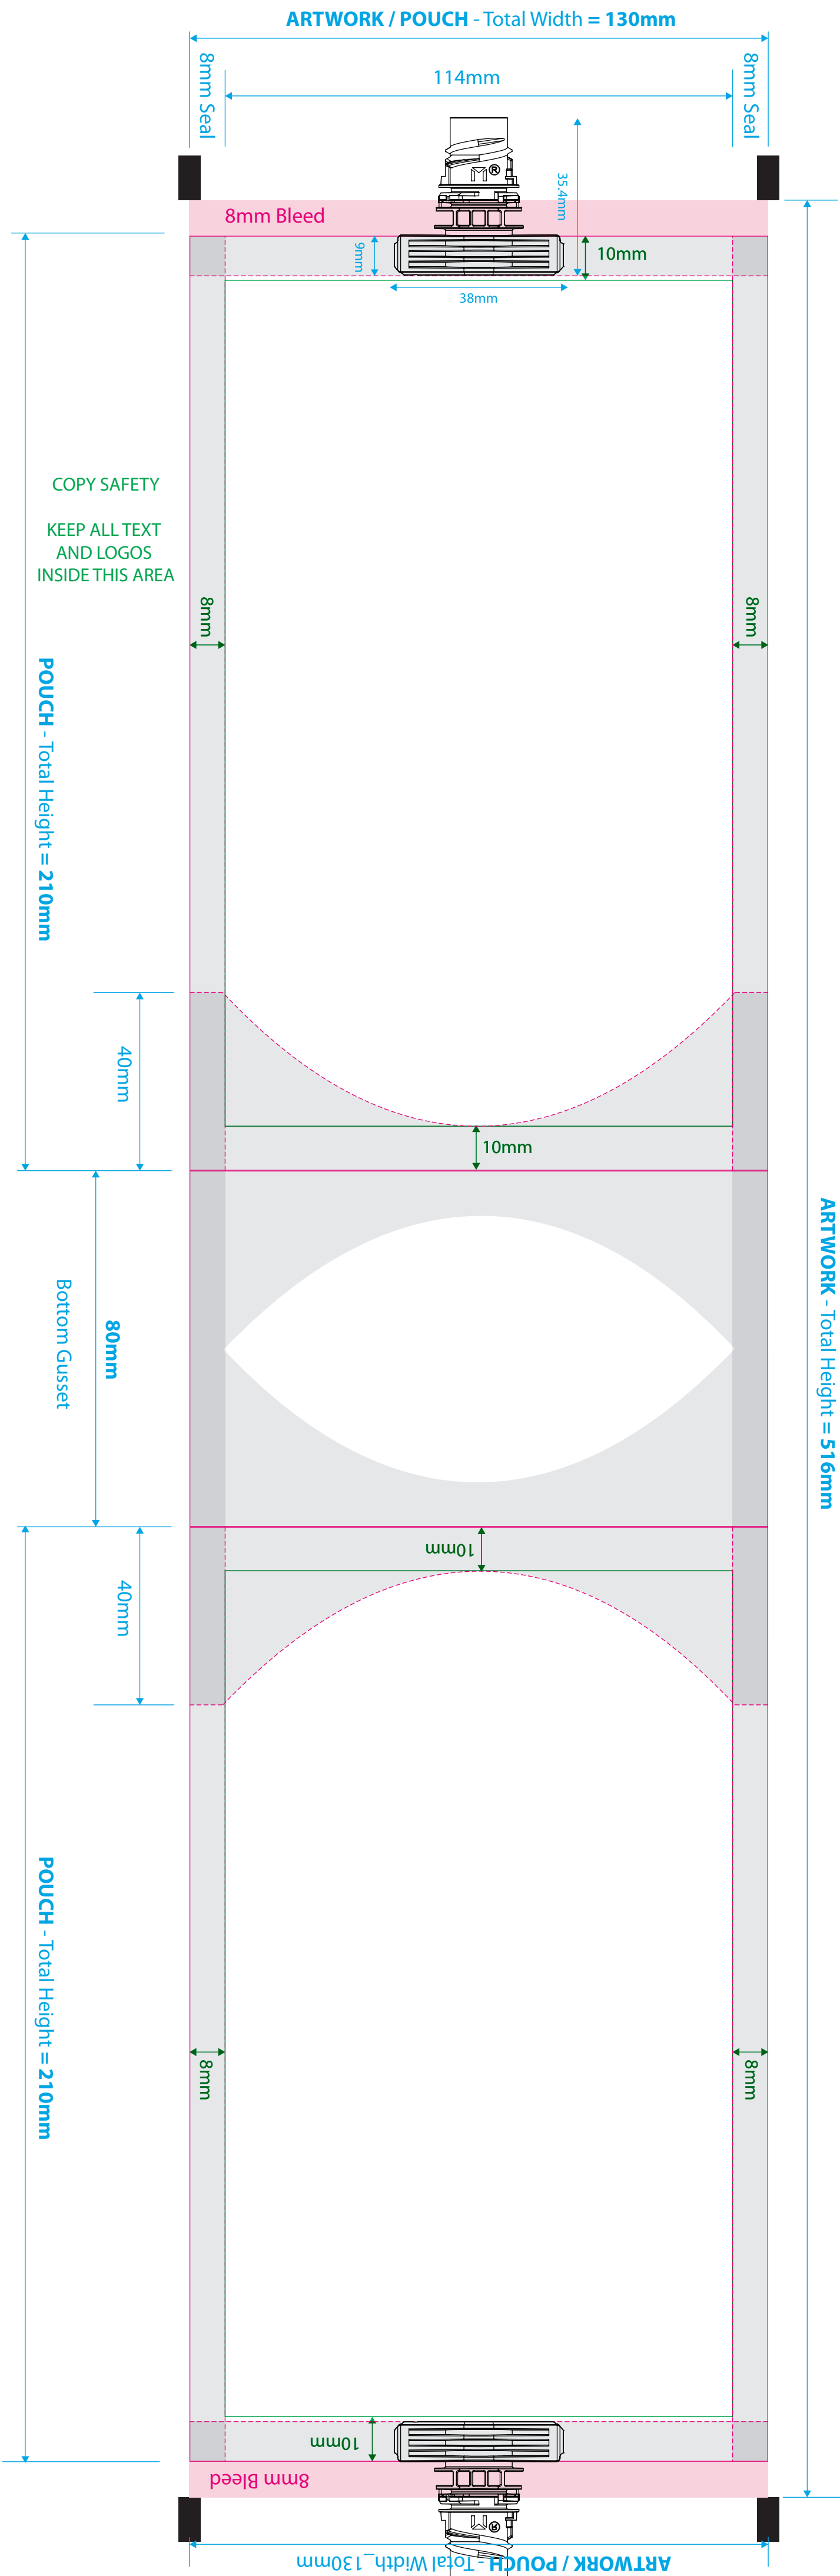 ARTWORK / POUCH - Total Width = 130mm
8mm Seal
114mm
8mm Seal
35.4mm
M®
8mm Bleed
9mm
10mm
38mm
COPY SAFETY
KEEP ALL TEXT
AND LOGOS
INSIDE THIS AREA
8mm
8mm
POUCH - Total Height = 210mm
40mm
10mm
ARTWORK - Total Height = 516mm
Bottom Gusset
80mm
10mm
40mm
POUCH - Total Height = 210mm
8mm
8mm
10mm
8mm Bleed
M®
ARTWORK / POUCH - Total Width_130mm